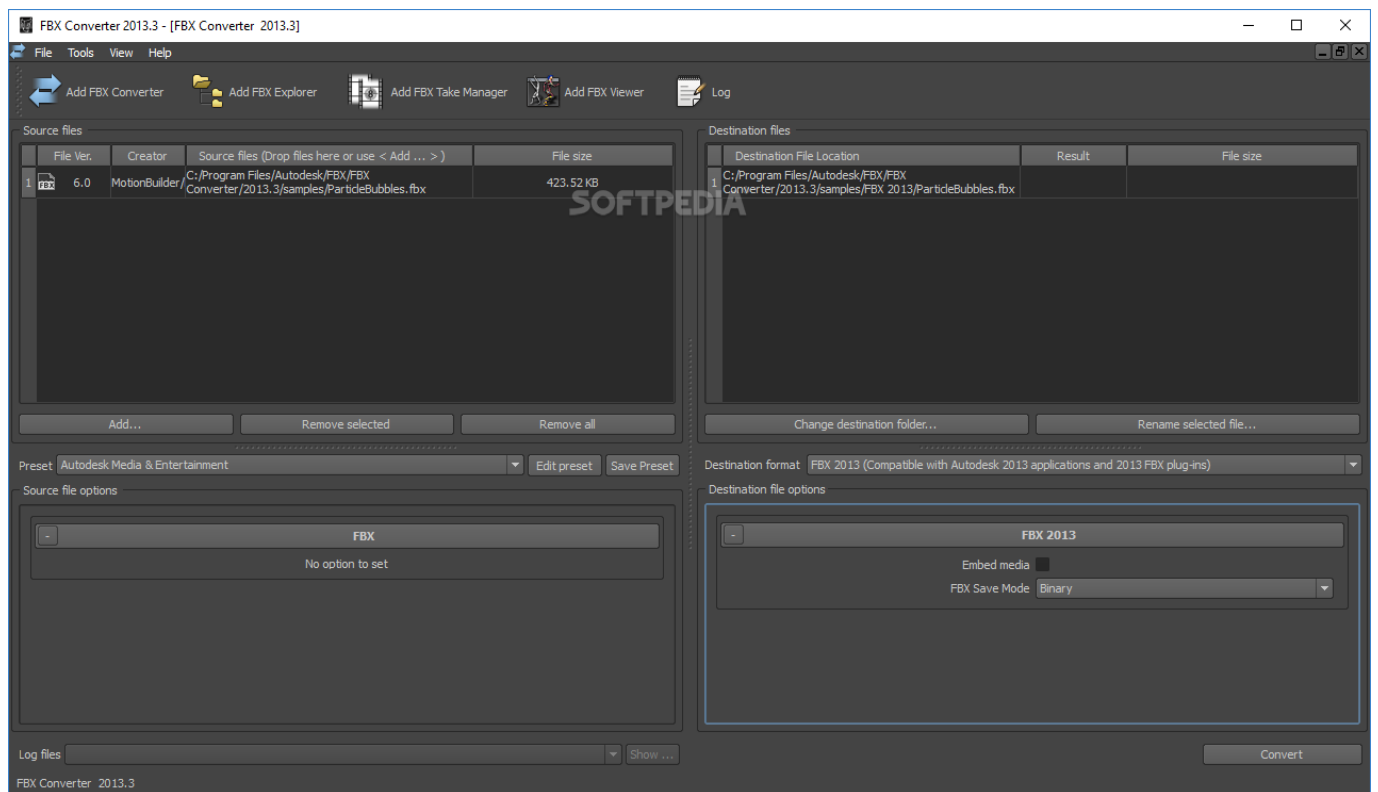 FBX Converter 2013.3 - [FBX Converter 2013.3]
File Tools View Help
Add FBX Converter Add FBX Explorer Add FBX Take Manager Add FBX Viewer Log
Source files
File Ver. Creator Source files (Drop files here or use < Add ... > ) File size
1 FBX 6.0 MotionBuilder/ C:/Program Files/Autodesk/FBX/FBX
Converter/2013.3/samples/ParticleBubbles.fbx 423.52 KB
Destination files
Destination File Location Result File size
1 C:/Program Files/Autodesk/FBX/FBX
Converter/2013.3/samples/FBX 2013/ParticleBubbles.fbx
SOFTPEDIA
Add... Remove selected Remove all
Change destination folder... Rename selected file...
Preset Autodesk Media & Entertainment Edit preset Save Preset
Destination format FBX 2013 (Compatible with Autodesk 2013 applications and 2013 FBX plug-ins)
Source file options
- FBX
No option to set
Destination file options
- FBX 2013
Embed media
FBX Save Mode Binary
Log files Show ...
Convert
FBX Converter 2013.3